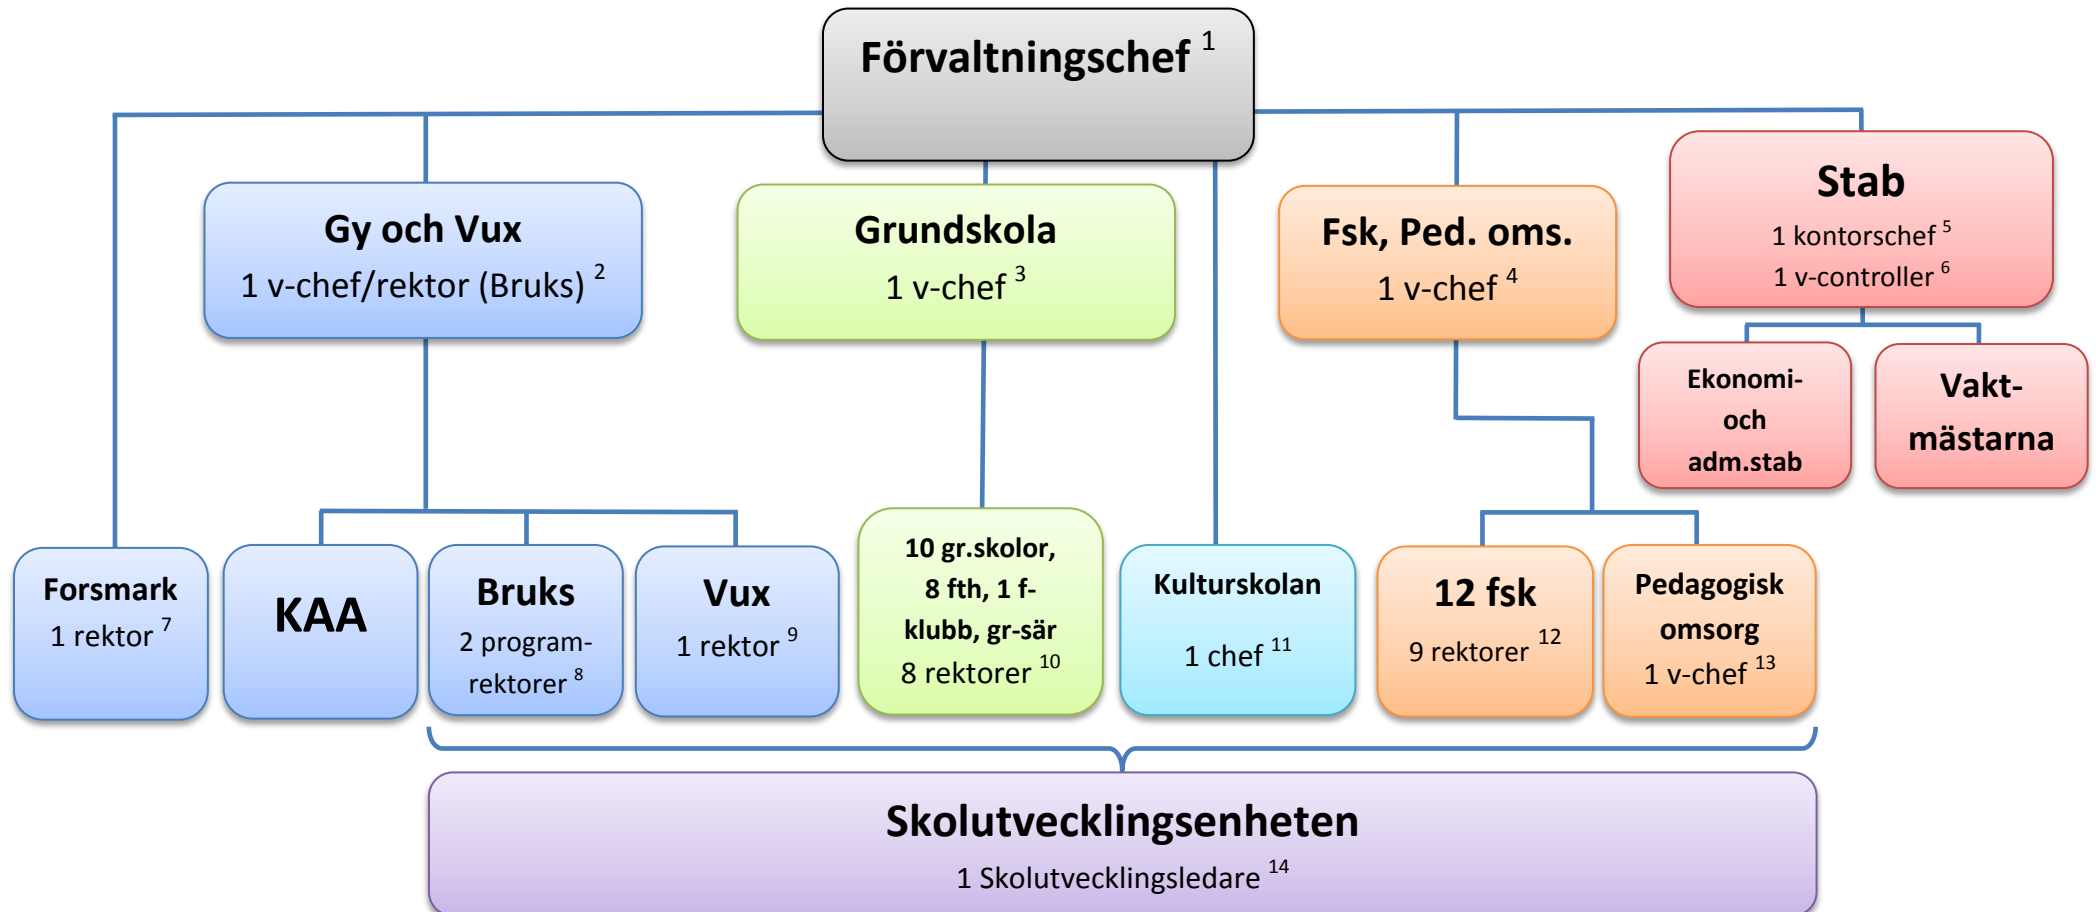 Förvaltningschef 1
Gy och Vux
1 v-chef/rektor (Bruks) 2
Grundskola
1 v-chef 3
Fsk, Ped. oms.
1 v-chef 4
Stab
1 kontorschef 5
1 v-controller 6
Ekonomi-
och
adm.stab
Vakt-
mästarna
Forsmark
1 rektor 7
KAA
Bruks
2 program-
rektorer 8
Vux
1 rektor 9
10 gr.skolor,
8 fth, 1 f-
klubb, gr-sär
8 rektorer 10
Kulturskolan
1 chef 11
12 fsk
9 rektorer 12
Pedagogisk
omsorg
1 v-chef 13
Skolutvecklingsenheten
1 Skolutvecklingsledare 14